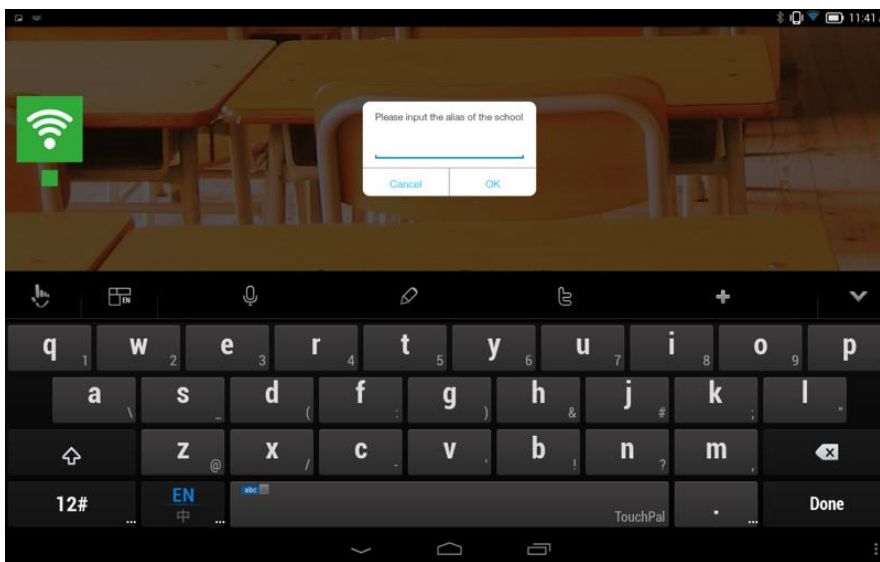 11:41
Please input the alias of the school
Cancel OK
EN
q 1 w 2 e 3 r 4 t 5 y 6 u 7 i 8 o 9 p
a \ s _ d ( f : g ) h & j # k ; l "
z @ x / c - v ' b ! n ? m ,
12# ... EN 中 ... abc TouchPal . ... Done